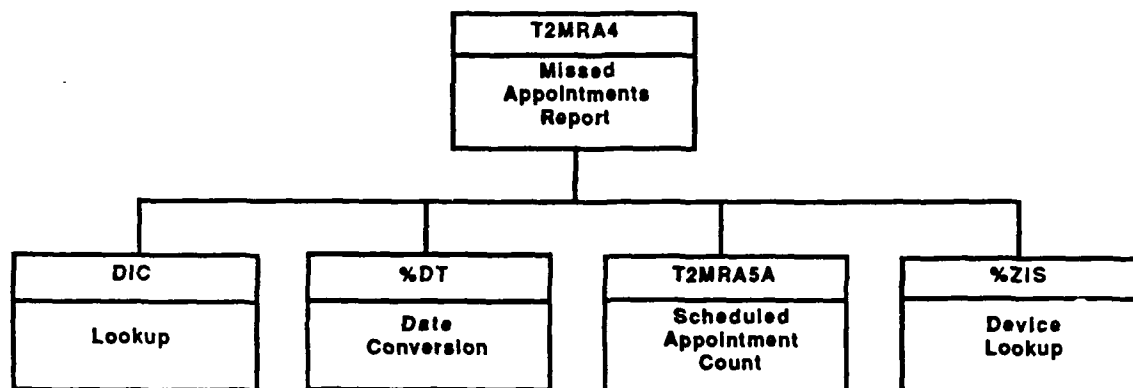 T2MRA4
Missed
Appointments
Report
DIC
Lookup
%DT
Date
Conversion
T2MRA5A
Scheduled
Appointment
Count
%ZIS
Device
Lookup